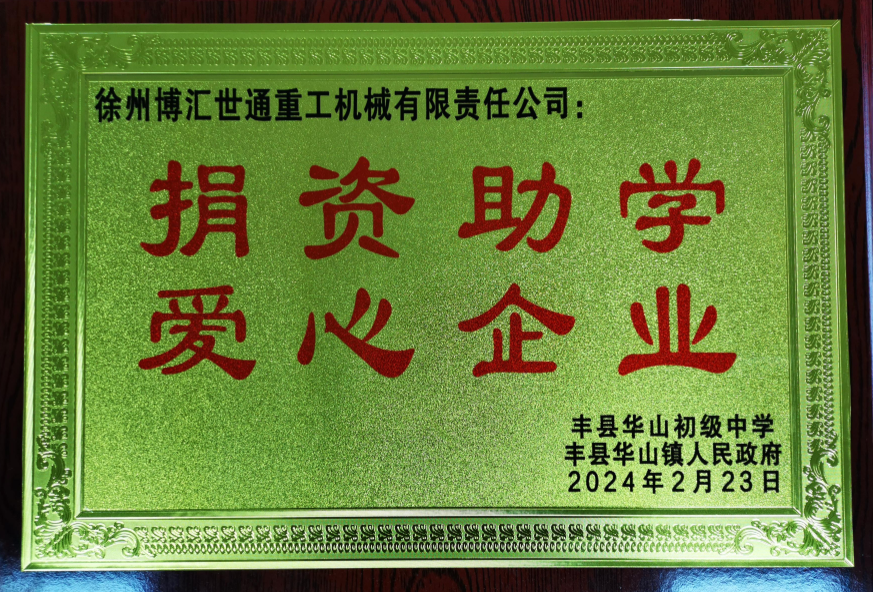 徐州博汇世通重工机械有限责任公司：
捐资助学
爱心企业
丰县华山初级中学
丰县华山镇人民政府
2024年2月23日